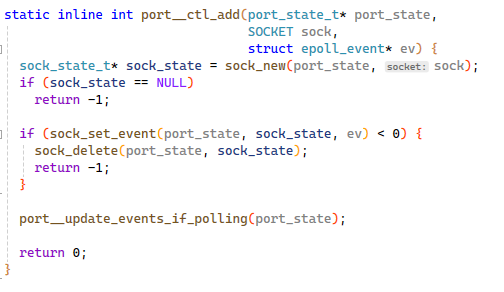 static inline int port__ctl_add(port_state_t* port_state,
                                SOCKET sock,
                                struct epoll_event* ev) {
  sock_state_t* sock_state = sock_new(port_state, socket: sock);
  if (sock_state == NULL)
    return -1;

  if (sock_set_event(port_state, sock_state, ev) < 0) {
    sock_delete(port_state, sock_state);
    return -1;
  }

  port__update_events_if_polling(port_state);

  return 0;
}